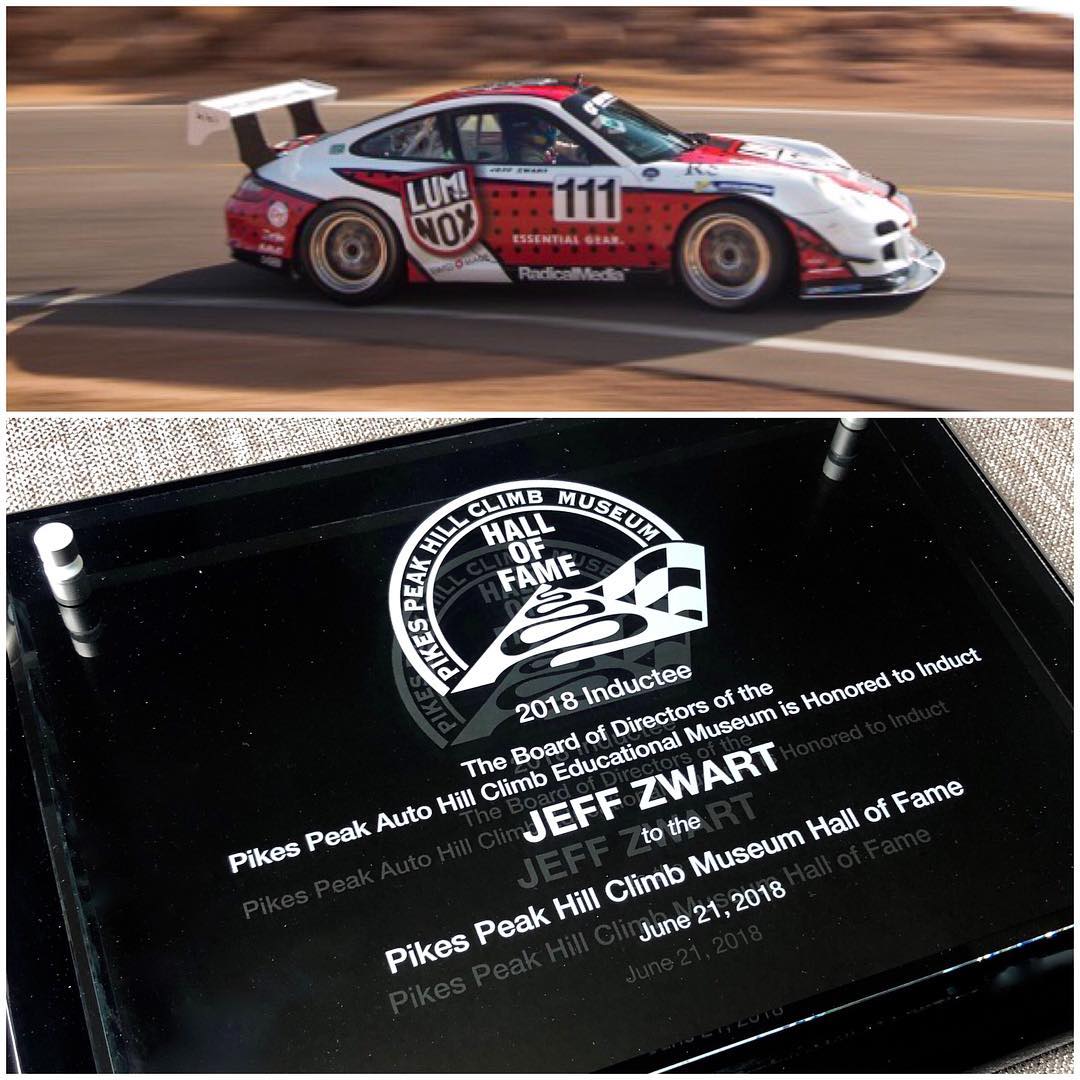 JEFF ZWART
LUMI
NOX
111
ESSENTIAL GEAR.
RadicalMedia
PIKES PEAK HILL CLIMB MUSEUM
HALL
OF
FAME
2018 Inductee
The Board of Directors of the
Pikes Peak Auto Hill Climb Educational Museum is Honored to Induct
JEFF ZWART
to the
Pikes Peak Hill Climb Museum Hall of Fame
June 21, 2018